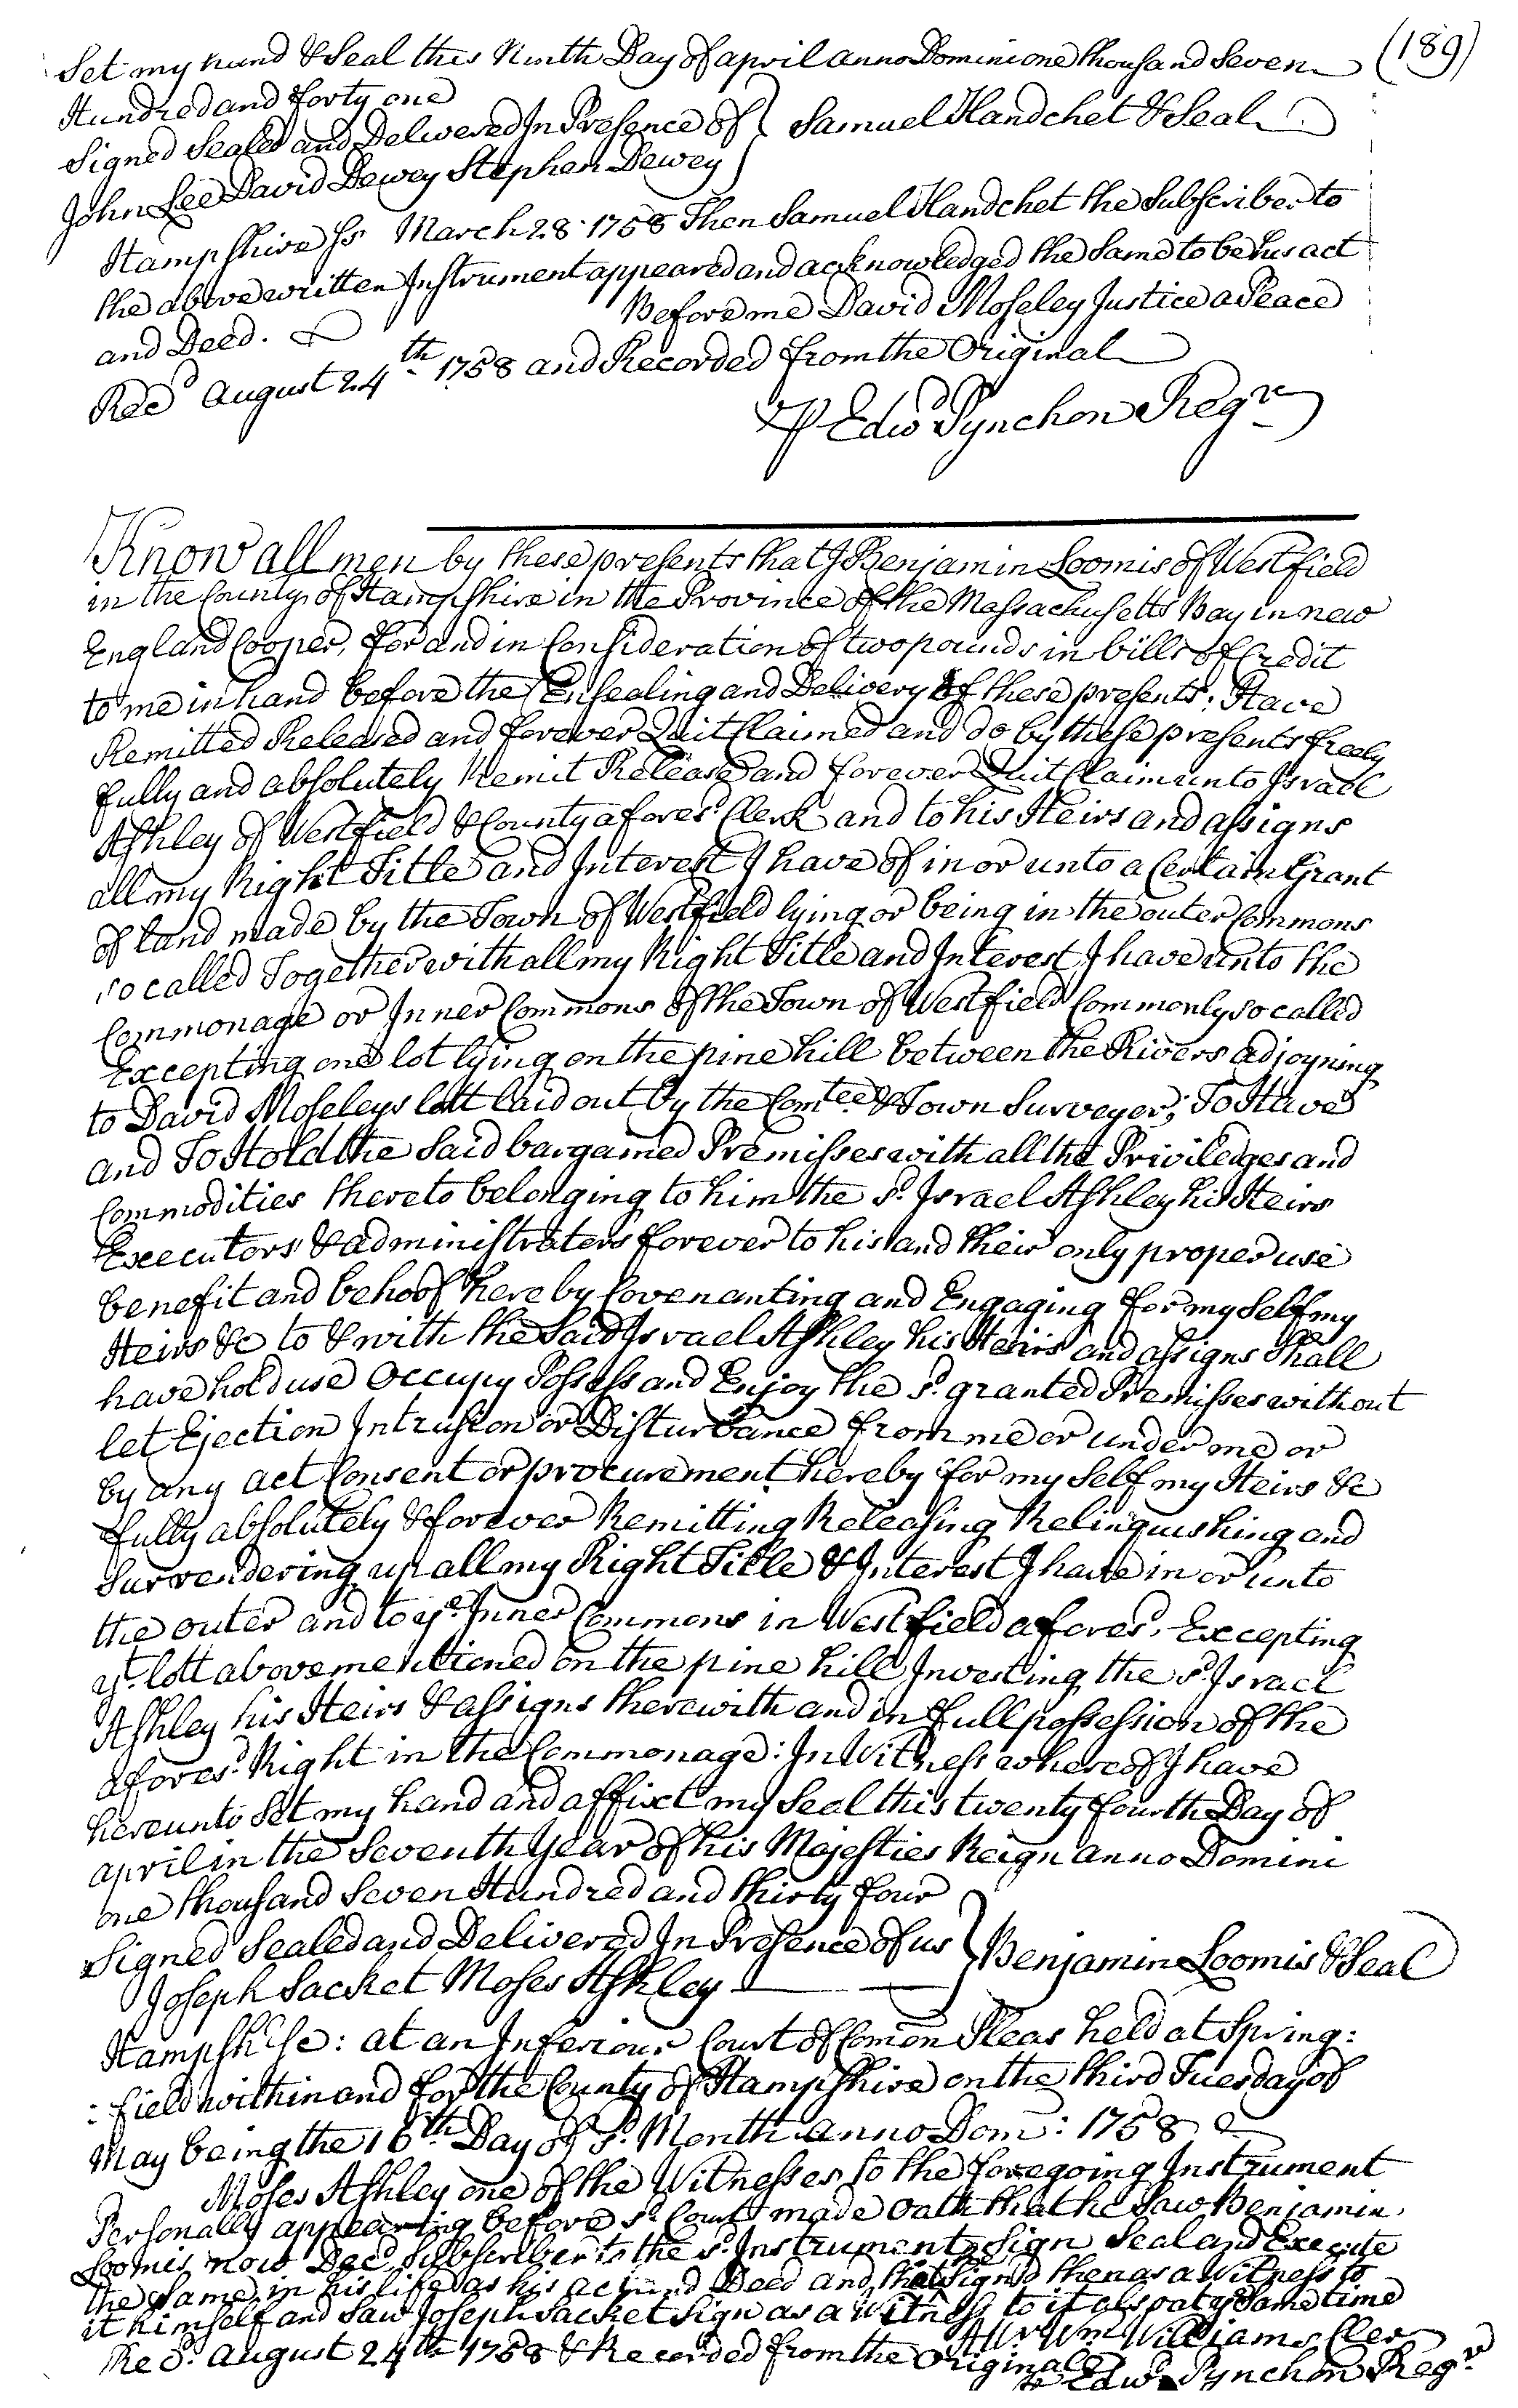 (189)
Set my hand & Seal this Ninth Day of april anno Domini one thousand Seven
Hundred and forty one
Signed Sealed and Delivered In Presence of } Samuel Handchet & Seal
John Lee David Dewey Stephen Dewey
Hampshire ss March 28 1758 Then Samuel Handchet the Subscriber to
the above written Instrument appeared and acknowledged the Same to be his act
and Deed. Before me David Moseley Justice a Peace
Recd August 24th 1758 and Recorded from the Original
P Edwd Pynchon Regr
Know all men by these presents that I Benjamin Loomis of Westfield
in the County of Hampshire in the Province of the Massachusetts Bay in new
England Cooper, for and in Consideration of two pounds in bills of Credit
to me in hand before the Ensealing and Delivery of these presents; Have
Remitted Released and forever Quit Claimed and do by these presents freely
fully and absolutely Remit Release and forever Quit Claim unto Israel
Ashley of Westfield & County afores.d Clerk and to his Heirs and assigns
all my Right Title and Interest I have of in or unto a Certain Grant
of land made by the Town of Westfield lying or being in the outer Commons
so called Together with all my Right Title and Interest I have unto the
Commonage or Inner Commons of the Town of Westfield Commonly so called
Excepting one lot lying on the pine hill between the Rivers adjoyning
to David Moseleys lott laid out by the Comtee & Town Surveyor; To Have
and To Hold the Said bargained Premisses with all the Priviledges and
Commodities thereto belonging to him the sd Israel Ashley his Heirs
Executors & administrators forever to his and their only proper use
benefit and behoof hereby Covenanting and Engaging for my Self my
Heirs &c to & with the Said Israel Ashley his Heirs and assigns Shall
have hold use Occupy Possess and Enjoy the sd granted Premisses without
let Ejection Intrusion or Disturbance from me or under me or
by any act Consent or procurement hereby for my Self my Heirs &c
fully absolutely & forever Remitting Releasing Relinquishing and
Surrendering up all my Right Title & Interest I have in or unto
the outer and to ye Inner Commons in Westfield afores.d Excepting
yt lott above mentioned on the pine hill Investing the sd Israel
Ashley his Heirs & assigns therewith and in full possession of the
afores.d Right in the Commonage: In Witness whereof I have
hereunto Set my hand and affixt my Seal this twenty fourth Day of
april in the Seventh Year of his Majesties Reign anno Domini
one thousand Seven Hundred and thirty four
Signed Sealed and Delivered In Presence of us } Benjamin Loomis & Seal
Joseph Sacket Moses Ashley
Hampsh: at an Inferiour Court of Comon Pleas held at Spring:
:field within and for the County of Hampshire on the third Tuesday of
May being the 16th Day of sd Month anno Dom: 1758
Moses Ashley one of the Witnesses to the foregoing Instrument
Personally appearing before sd Court made oath that he Saw Benjamin
Loomis now Decd Subscriber to the sd Instrument Sign Seal and Execute
the Same in his life as his act and Deed and that Signd then as a Witness to
it himself and Saw Joseph Sacket Sign as a Witness to it also at ye Same time
Attr Wm Williams Cler
Recd August 24th 1758 & Recorded from the Original
P Edwd Pynchon Regr